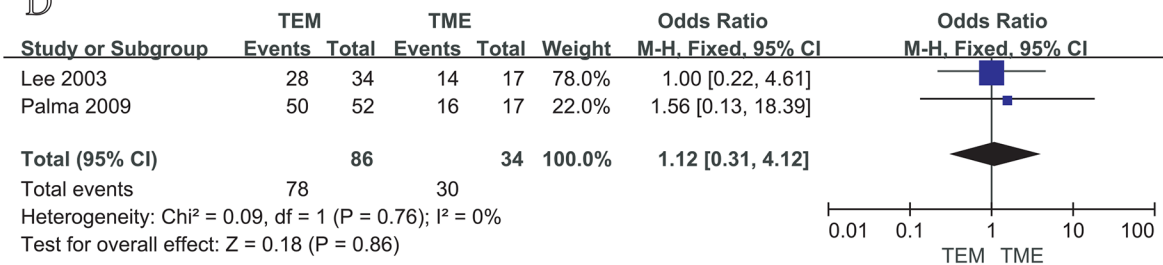 D
TEM TME Odds Ratio Odds Ratio
Study or Subgroup Events Total Events Total Weight M-H, Fixed, 95% CI M-H, Fixed, 95% CI
Lee 2003 28 34 14 17 78.0% 1.00 [0.22, 4.61]
Palma 2009 50 52 16 17 22.0% 1.56 [0.13, 18.39]
Total (95% CI) 86 34 100.0% 1.12 [0.31, 4.12]
Total events 78 30
Heterogeneity: Chi² = 0.09, df = 1 (P = 0.76); I² = 0%
Test for overall effect: Z = 0.18 (P = 0.86)
0.01 0.1 1 10 100
TEM TME